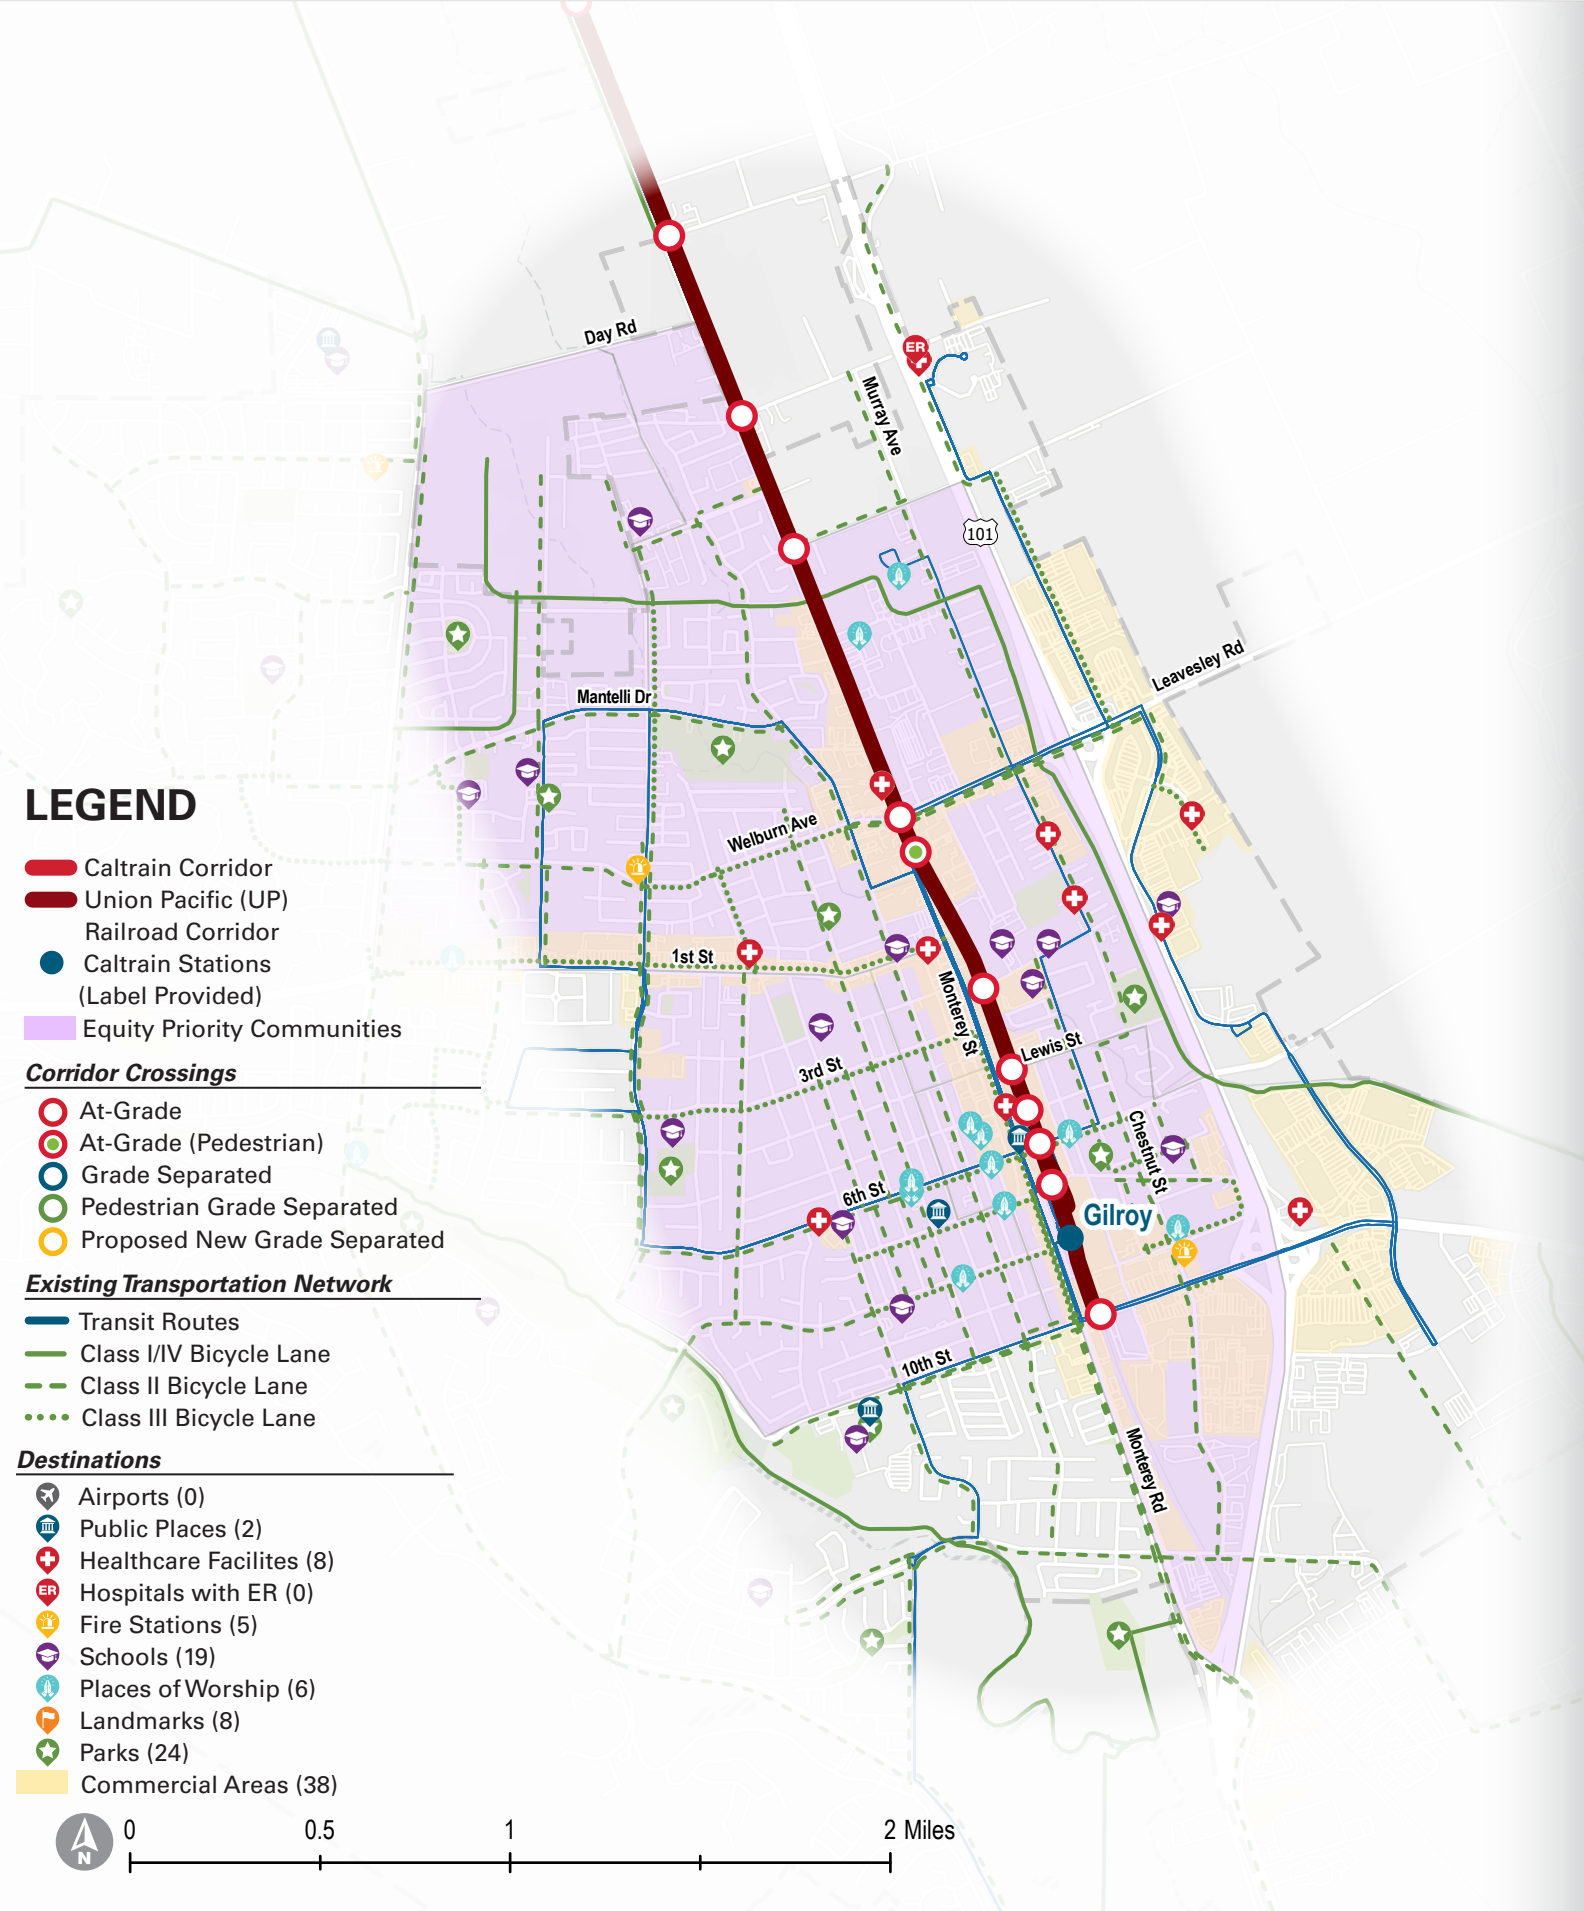 Day Rd
Murray Ave
ER
101
Leavesley Rd
Mantelli Dr
Welburn Ave
1st St
Monterey St
Lewis St
3rd St
Chestnut St
6th St
Gilroy
10th St
Monterey Rd
LEGEND
Caltrain Corridor
Union Pacific (UP)
Railroad Corridor
Caltrain Stations
(Label Provided)
Equity Priority Communities
Corridor Crossings
At-Grade
At-Grade (Pedestrian)
Grade Separated
Pedestrian Grade Separated
Proposed New Grade Separated
Existing Transportation Network
Transit Routes
Class I/IV Bicycle Lane
Class II Bicycle Lane
Class III Bicycle Lane
Destinations
Airports (0)
Public Places (2)
Healthcare Facilites (8)
ER Hospitals with ER (0)
Fire Stations (5)
Schools (19)
Places of Worship (6)
Landmarks (8)
Parks (24)
Commercial Areas (38)
N
0 0.5 1 2 Miles